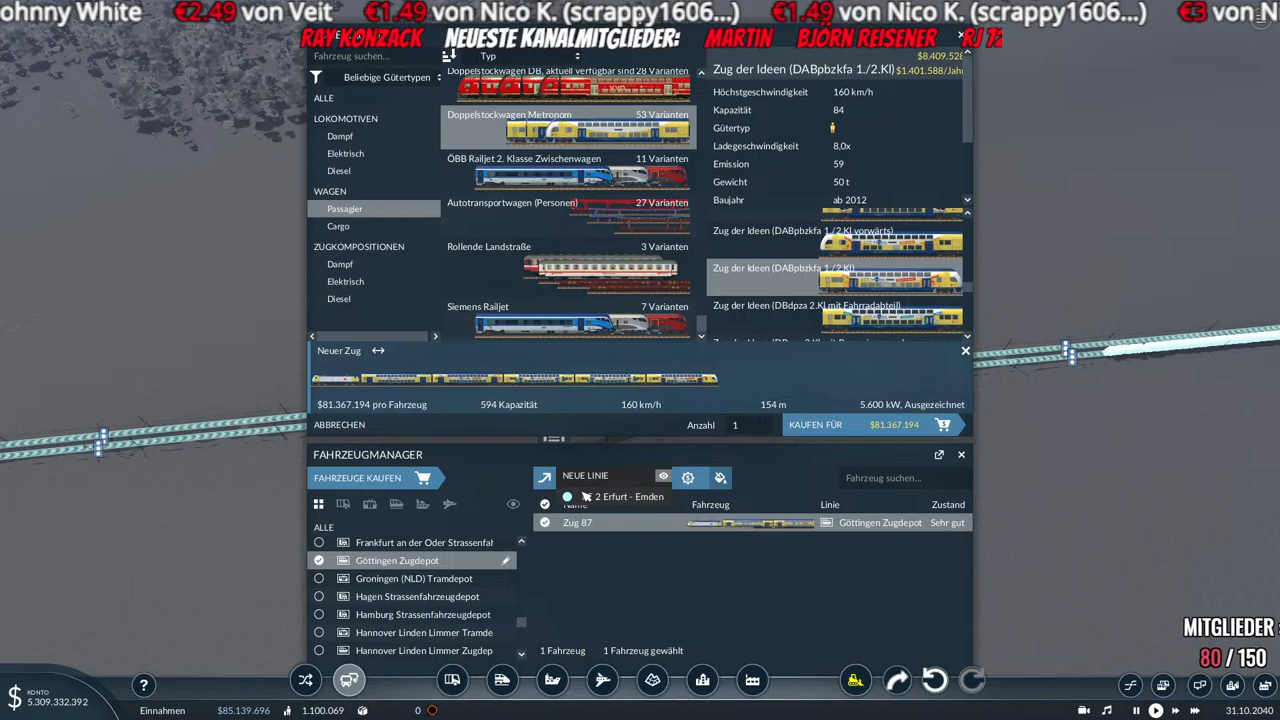 ohnny White €2.49 von Veit €1.49 von Nico K. (scrappy1606...) €1.49 von Nico K. (scrappy1606...) €3 von N
RAY KONZACK NEUESTE KANALMITGLIEDER: MARTIN BJÖRN REISENER RJ 72
Fahrzeug suchen... Typ
Beliebige Gütertypen
ALLE
LOKOMOTIVEN
Dampf
Elektrisch
Diesel
WAGEN
Passagier
Cargo
ZUGKOMPOSITIONEN
Dampf
Elektrisch
Diesel
Doppelstockwagen DB, aktuell verfügbar sind 28 Varianten
Doppelstockwagen Metronom 53 Varianten
ÖBB Railjet 2. Klasse Zwischenwagen 11 Varianten
Autotransportwagen (Personen) 27 Varianten
Rollende Landstraße 3 Varianten
Siemens Railjet 7 Varianten
$8.409.528
Zug der Ideen (DABpbzkfa 1./2.Kl) $1.401.588/Jahr
Höchstgeschwindigkeit 160 km/h
Kapazität 84
Gütertyp
Ladegeschwindigkeit 8,0x
Emission 59
Gewicht 50 t
Baujahr ab 2012
Zug der Ideen (DABpbzkfa 1./2.Kl vorwärts)
Zug der Ideen (DABpbzkfa 1./2.Kl)
Zug der Ideen (DBdpza 2.Kl mit Fahrradabteil)
Neuer Zug
$81.367.194 pro Fahrzeug 594 Kapazität 160 km/h 154 m 5.600 kW, Ausgezeichnet
ABBRECHEN Anzahl 1 KAUFEN FÜR $81.367.194
FAHRZEUGMANAGER
FAHRZEUGE KAUFEN NEUE LINIE Fahrzeug suchen...
2 Erfurt - Emden
Name Fahrzeug Linie Zustand
Zug 87 Göttingen Zugdepot Sehr gut
ALLE
Frankfurt an der Oder Strassenfah
Göttingen Zugdepot
Groningen (NLD) Tramdepot
Hagen Strassenfahrzeugdepot
Hamburg Strassenfahrzeugdepot
Hannover Linden Limmer Tramde
Hannover Linden Limmer Zugdep
1 Fahrzeug 1 Fahrzeug gewählt
MITGLIEDER
80 / 150
$ KONTO
5.309.332.392
Einnahmen $85.139.696 1.100.069 0 31.10.2040